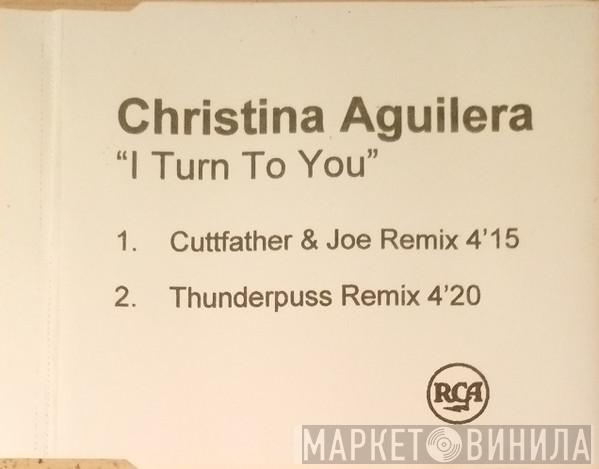 Christina Aguilera
“I Turn To You”
1. Cuttfather & Joe Remix 4’15
2. Thunderpuss Remix 4’20
RCA
МАРКЕТ ВИНИЛА